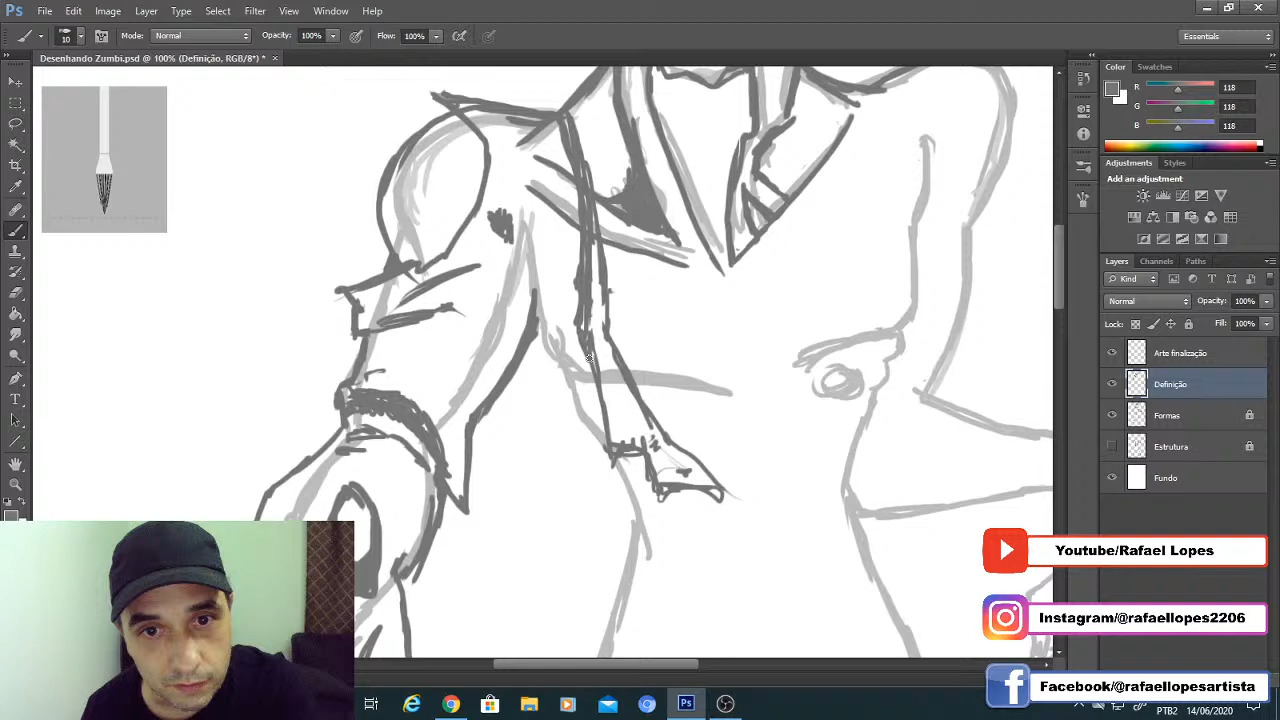 Ps File Edit Image Layer Type Select Filter View Window Help
10 Mode: Normal Opacity: 100% Flow: 100% Essentials
Desenhando Zumbi.psd @ 100% (Definição, RGB/8*) *
Color Swatches
R 118
G 118
B 118
Adjustments Styles
Add an adjustment
Layers Channels Paths
Kind
Normal Opacity: 100%
Lock: Fill: 100%
Arte finalização
Definição
Formas
Estrutura
Fundo
Youtube/Rafael Lopes
Instagram/@rafaellopes2206
Facebook/@rafaellopesartista
Ps
PTB2 14/06/2020